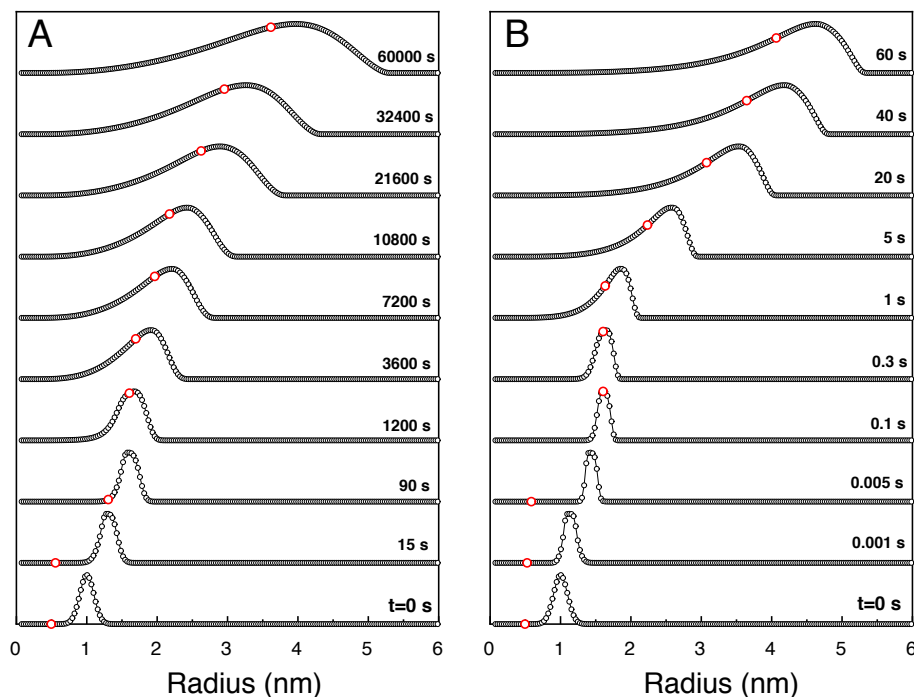 A
60000 s
32400 s
21600 s
10800 s
7200 s
3600 s
1200 s
90 s
15 s
t=0 s
0 1 2 3 4 5 6
Radius (nm)
B
60 s
40 s
20 s
5 s
1 s
0.3 s
0.1 s
0.005 s
0.001 s
t=0 s
0 1 2 3 4 5 6
Radius (nm)